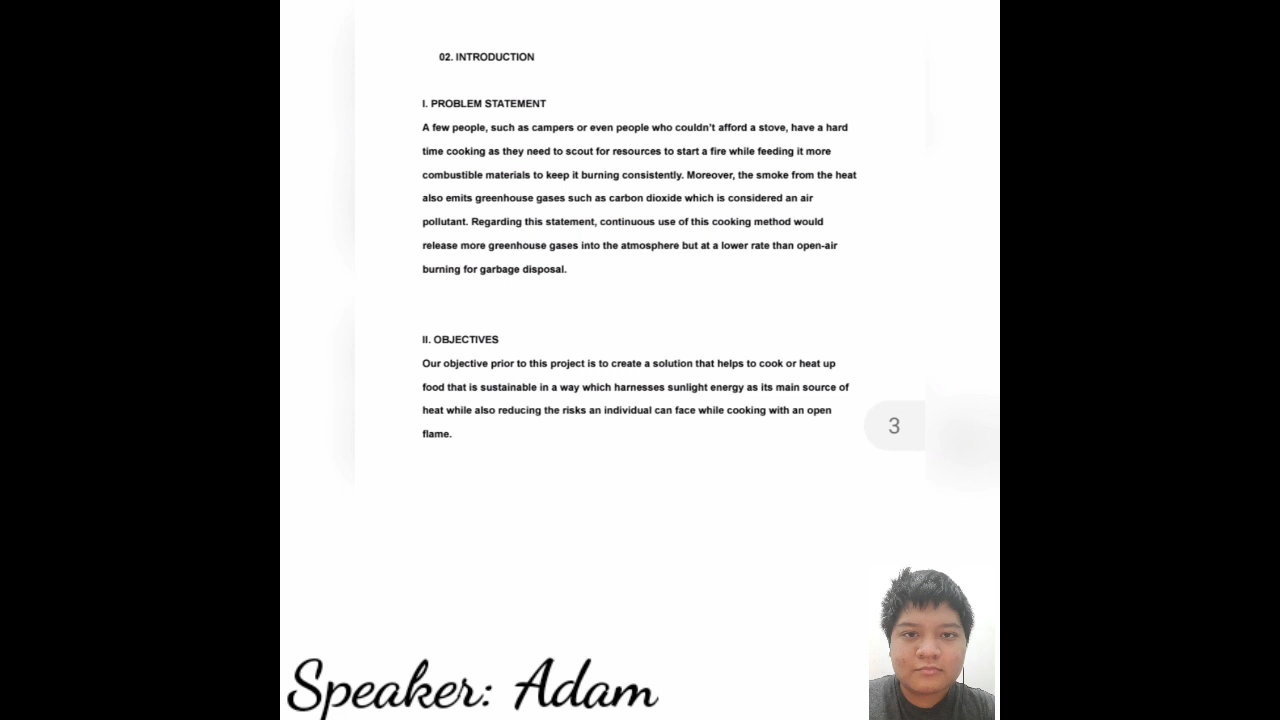 02. INTRODUCTION
I. PROBLEM STATEMENT
A few people, such as campers or even people who couldn't afford a stove, have a hard
time cooking as they need to scout for resources to start a fire while feeding it more
combustible materials to keep it burning consistently. Moreover, the smoke from the heat
also emits greenhouse gases such as carbon dioxide which is considered an air
pollutant. Regarding this statement, continuous use of this cooking method would
release more greenhouse gases into the atmosphere but at a lower rate than open-air
burning for garbage disposal.
II. OBJECTIVES
Our objective prior to this project is to create a solution that helps to cook or heat up
food that is sustainable in a way which harnesses sunlight energy as its main source of
heat while also reducing the risks an individual can face while cooking with an open
flame.
3
Speaker: Adam